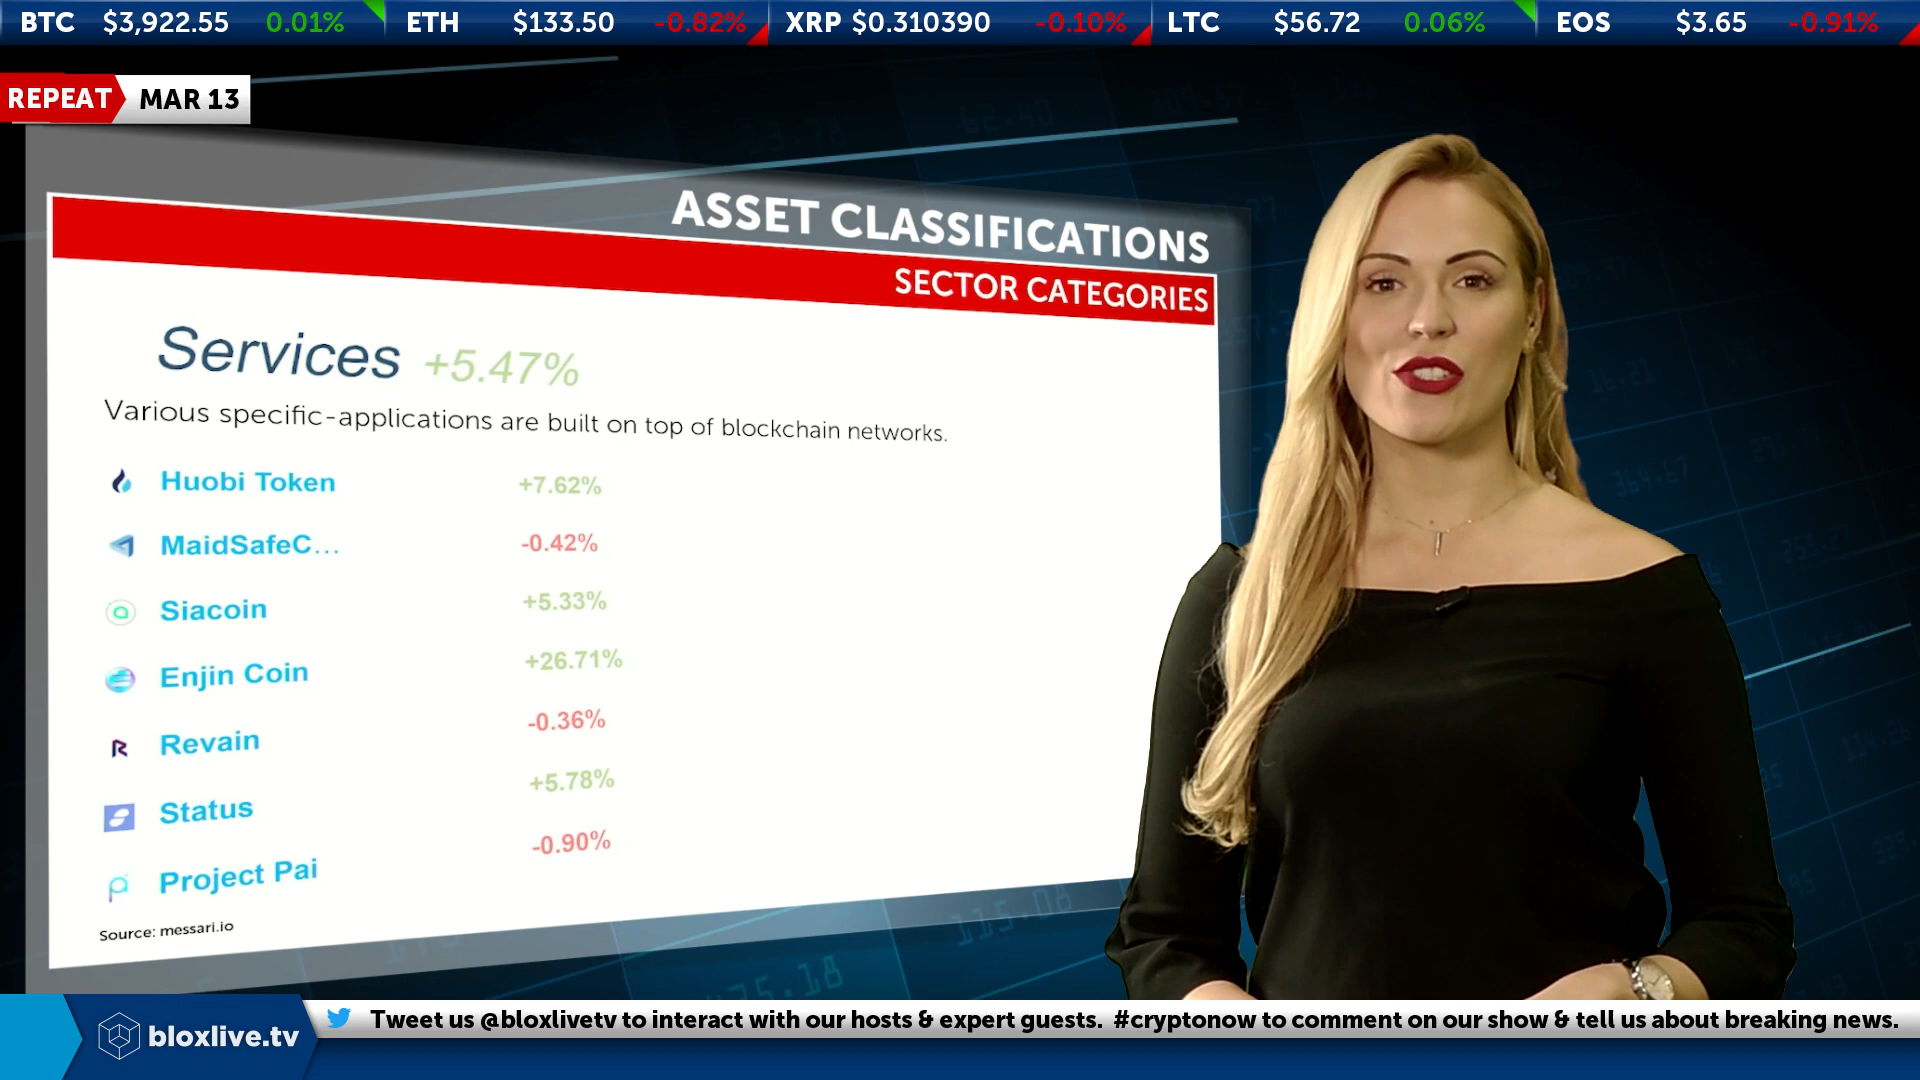 BTC $3,922.55 0.01% ETH $133.50 -0.82% XRP $0.310390 -0.10% LTC $56.72 0.06% EOS $3.65 -0.91%
REPEAT MAR 13
ASSET CLASSIFICATIONS
SECTOR CATEGORIES
Services +5.47%
Various specific-applications are built on top of blockchain networks.
Huobi Token +7.62%
MaidSafeC... -0.42%
Siacoin +5.33%
Enjin Coin +26.71%
Revain -0.36%
Status +5.78%
Project Pai -0.90%
Source: messari.io
115.08
bloxlive.tv
Tweet us @bloxlivetv to interact with our hosts & expert guests. #cryptonow to comment on our show & tell us about breaking news.